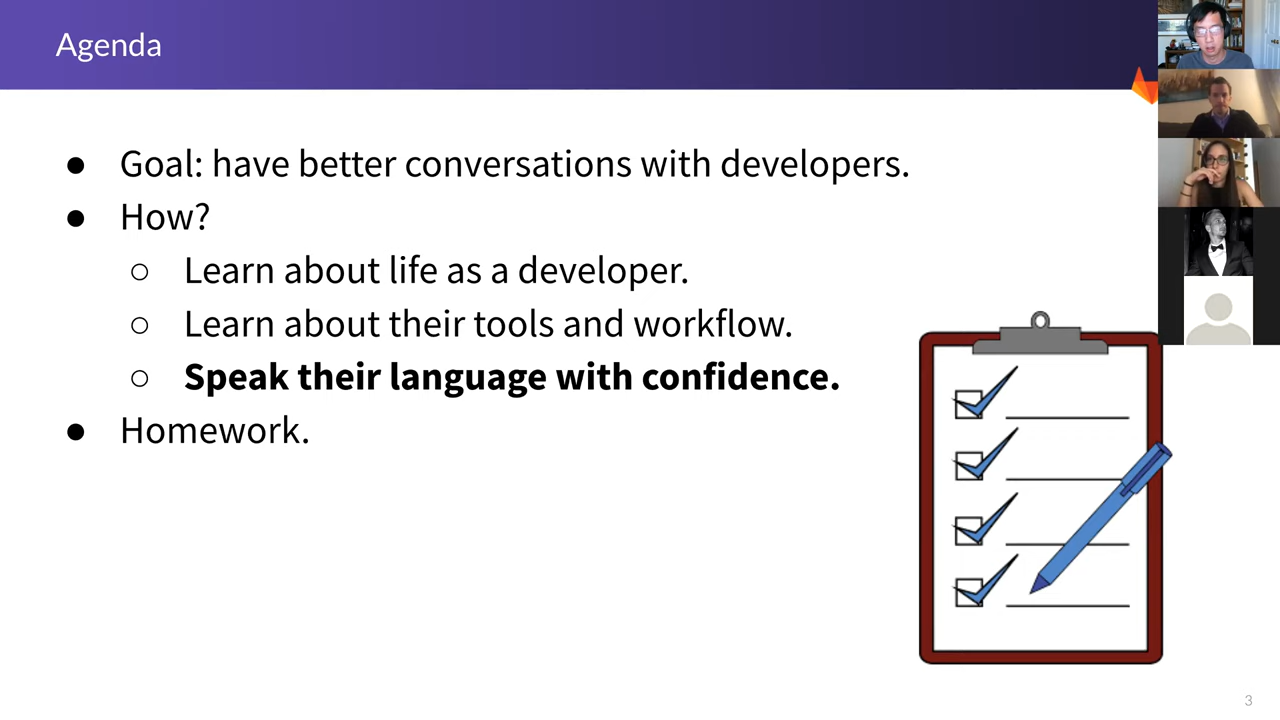 Agenda
● Goal: have better conversations with developers.
● How?
○ Learn about life as a developer.
○ Learn about their tools and workflow.
○ Speak their language with confidence.
● Homework.
3